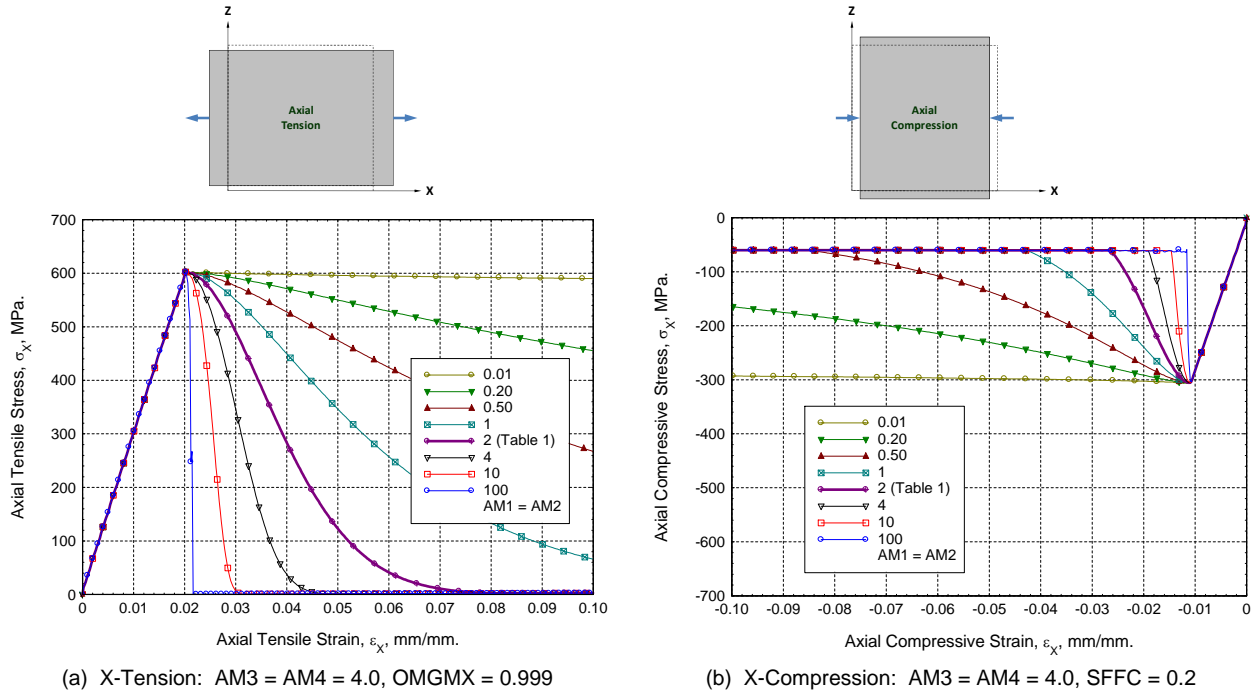 Z
Axial
Tension
X
700
600
500
400
300
200
100
0
Axial Tensile Stress, σX, MPa.
0.01
0.20
0.50
1
2 (Table 1)
4
10
100
AM1 = AM2
0 0.01 0.02 0.03 0.04 0.05 0.06 0.07 0.08 0.09 0.10
Axial Tensile Strain, εX, mm/mm.
(a) X-Tension: AM3 = AM4 = 4.0, OMGMX = 0.999
Z
Axial
Compression
X
0
-100
-200
-300
-400
-500
-600
-700
Axial Compressive Stress, σX, MPa.
0.01
0.20
0.50
1
2 (Table 1)
4
10
100
AM1 = AM2
-0.10 -0.09 -0.08 -0.07 -0.06 -0.05 -0.04 -0.03 -0.02 -0.01 0
Axial Compressive Strain, εX, mm/mm.
(b) X-Compression: AM3 = AM4 = 4.0, SFFC = 0.2